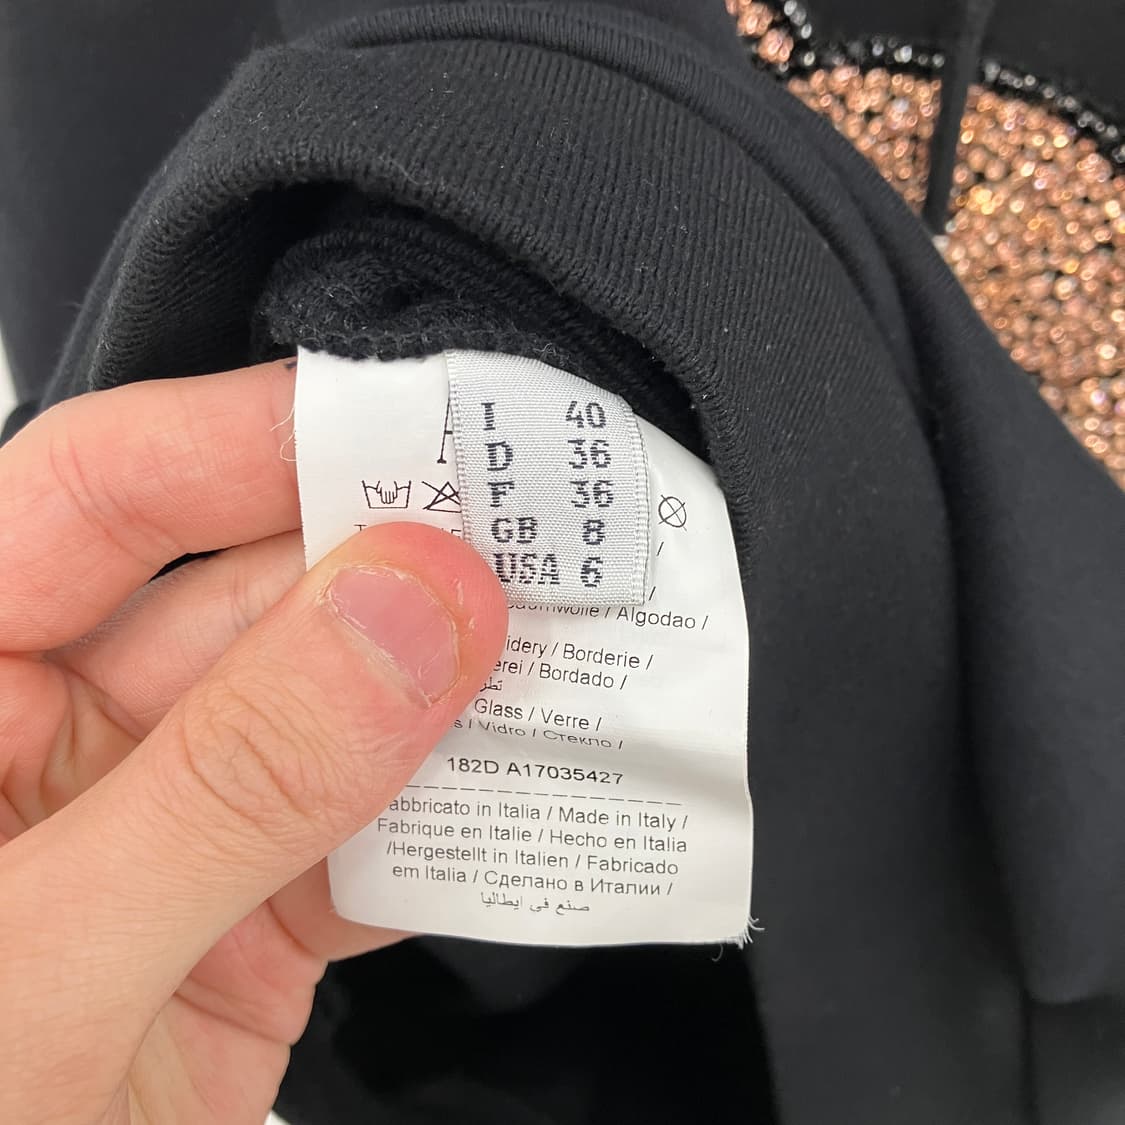 I 40
D 36
F 36
GB 8
USA 6
/
/
/ Algodao /
/ Borderie /
/ Bordado /
Glass / Verre /
/ Vidro / Стекло /
182D A17035427
in Italia / Made in Italy /
Fabrique en Italie / Hecho en Italia
/Hergestellt in Italien / Fabricado
em Italia / Сделано в Италии /
صنع في ايطاليا